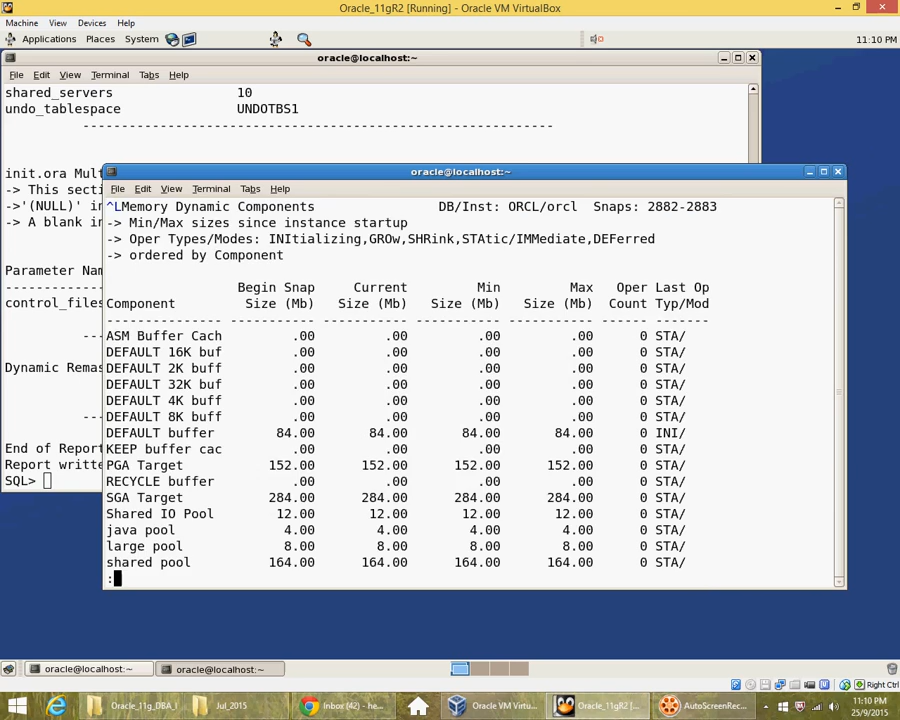 Oracle_11gR2 [Running] - Oracle VM VirtualBox
Machine View Devices Help
Applications Places System 11:10 PM
oracle@localhost:~
File Edit View Terminal Tabs Help
shared_servers 10
undo_tablespace UNDOTBS1
------------------------------------------------------------
init.ora Mult
-> This secti
->'(NULL)' in
-> A blank in
Parameter Nam
control_files
Dynamic Remas
End of Report
Report writte
SQL>
oracle@localhost:~
File Edit View Terminal Tabs Help
^LMemory Dynamic Components DB/Inst: ORCL/orcl Snaps: 2882-2883
-> Min/Max sizes since instance startup
-> Oper Types/Modes: INItializing,GROw,SHRink,STAtic/IMMediate,DEFerred
-> ordered by Component
Begin Snap Current Min Max Oper Last Op
Component Size (Mb) Size (Mb) Size (Mb) Size (Mb) Count Typ/Mod
--------------- ----------- ----------- ----------- ----------- ------ -------
ASM Buffer Cach .00 .00 .00 .00 0 STA/
DEFAULT 16K buf .00 .00 .00 .00 0 STA/
DEFAULT 2K buff .00 .00 .00 .00 0 STA/
DEFAULT 32K buf .00 .00 .00 .00 0 STA/
DEFAULT 4K buff .00 .00 .00 .00 0 STA/
DEFAULT 8K buff .00 .00 .00 .00 0 STA/
DEFAULT buffer 84.00 84.00 84.00 84.00 0 INI/
KEEP buffer cac .00 .00 .00 .00 0 STA/
PGA Target 152.00 152.00 152.00 152.00 0 STA/
RECYCLE buffer .00 .00 .00 .00 0 STA/
SGA Target 284.00 284.00 284.00 284.00 0 STA/
Shared IO Pool 12.00 12.00 12.00 12.00 0 STA/
java pool 4.00 4.00 4.00 4.00 0 STA/
large pool 8.00 8.00 8.00 8.00 0 STA/
shared pool 164.00 164.00 164.00 164.00 0 STA/
:
oracle@localhost:~ oracle@localhost:~
Right Ctrl
Oracle_11g_DBA_I Jul_2015 Inbox (42) - he... Oracle VM Virtu... Oracle_11gR2 [... AutoScreenRec... 11:10 PM
25/9/2015